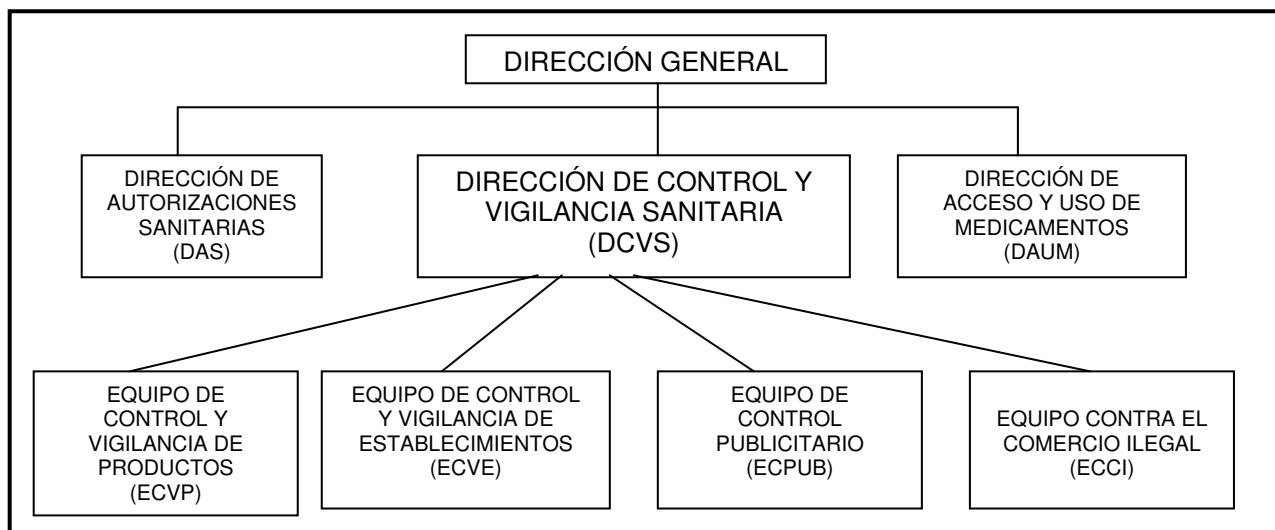 DIRECCIÓN GENERAL
DIRECCIÓN DE
AUTORIZACIONES
SANITARIAS
(DAS)
DIRECCIÓN DE CONTROL Y
VIGILANCIA SANITARIA
(DCVS)
DIRECCIÓN DE
ACCESO Y USO DE
MEDICAMENTOS
(DAUM)
EQUIPO DE
CONTROL Y
VIGILANCIA DE
PRODUCTOS
(ECVP)
EQUIPO DE CONTROL
Y VIGILANCIA DE
ESTABLECIMIENTOS
(ECVE)
EQUIPO DE
CONTROL
PUBLICITARIO
(ECPUB)
EQUIPO CONTRA EL
COMERCIO ILEGAL
(ECCI)